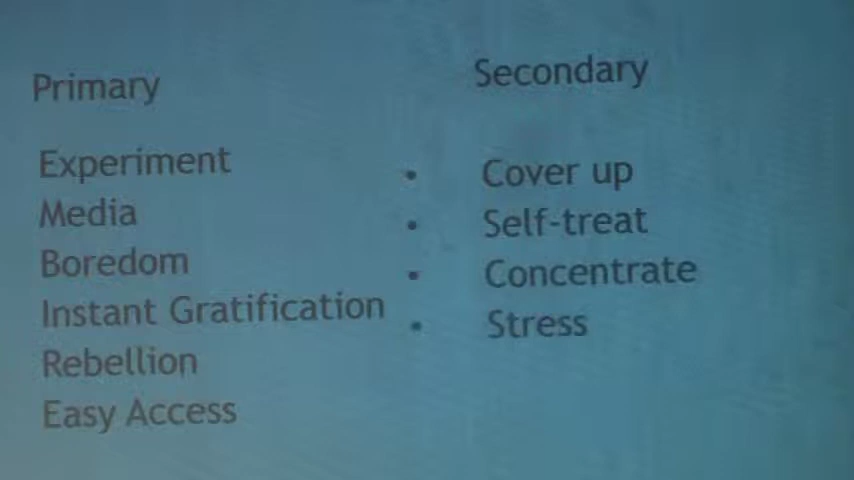 Primary
Experiment
Media
Boredom
Instant Gratification
Rebellion
Easy Access
Secondary
• Cover up
• Self-treat
• Concentrate
• Stress